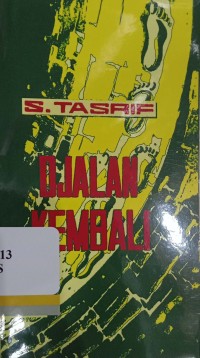 S. TASRIF
DJALAN
KEMBALI
13
S